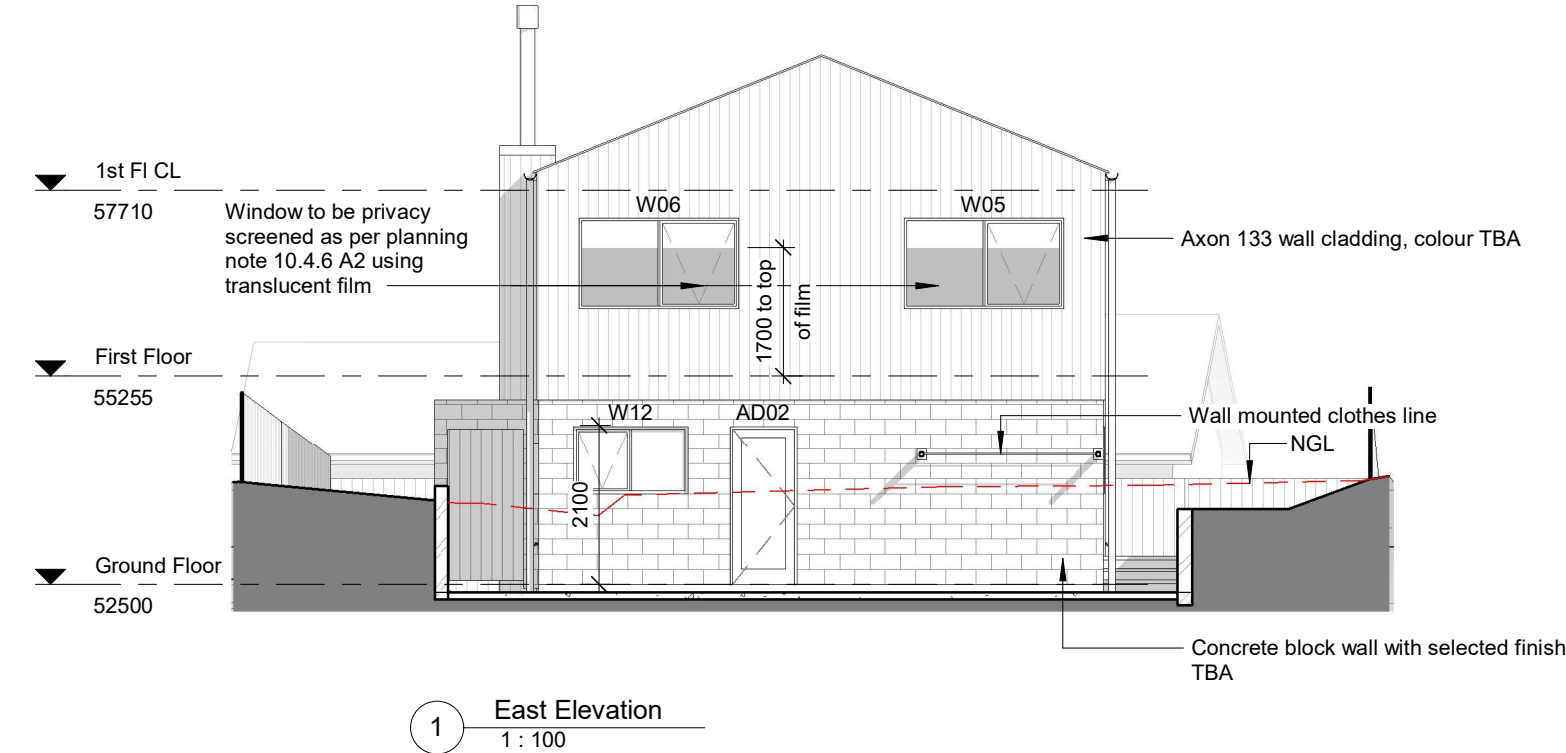 1st Fl CL
57710
Window to be privacy
screened as per planning
note 10.4.6 A2 using
translucent film
W06
W05
Axon 133 wall cladding, colour TBA
1700 to top
of film
First Floor
55255
W12
AD02
Wall mounted clothes line
NGL
2100
Ground Floor
52500
Concrete block wall with selected finish
TBA
1
East Elevation
1 : 100